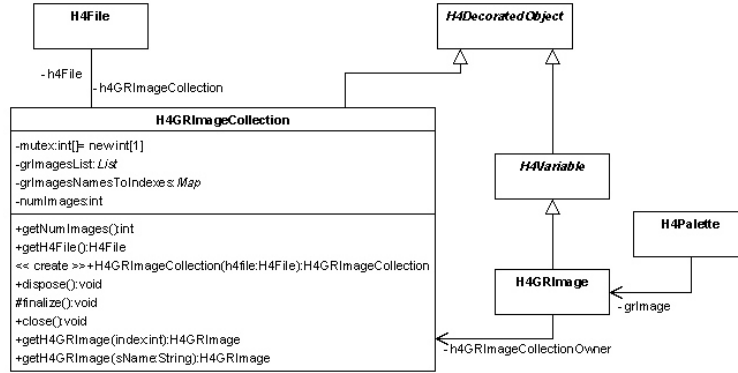 H4File
H4DecoratedObject
-h4File
-h4GRImageCollection
H4GRImageCollection
-mutex:int[]= new int[1]
-grImagesList:List
-grImagesNamesToIndexes:Map
-numImages:int
+getNumImages():int
+getH4File():H4File
<< create >>+H4GRImageCollection(h4file:H4File):H4GRImageCollection
+dispose():void
#finalize():void
+close():void
+getH4GRImage(index:int):H4GRImage
+getH4GRImage(sName:String):H4GRImage
H4Variable
H4Palette
H4GRImage
-grImage
-h4GRImageCollectionOwner